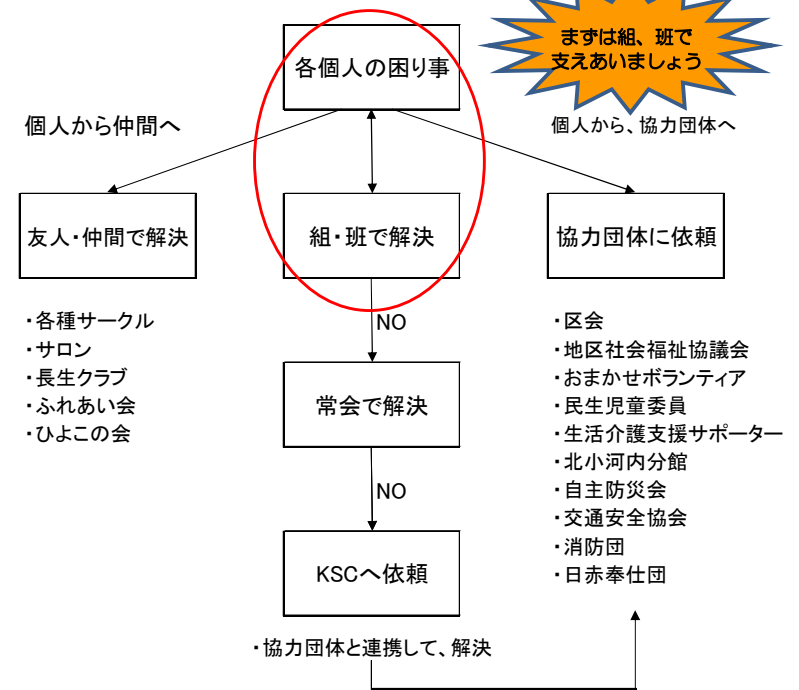 まずは組、班で
支えあいましょう
各個人の困り事
個人から仲間へ
個人から、協力団体へ
友人・仲間で解決
組・班で解決
協力団体に依頼
・各種サークル
・サロン
・長生クラブ
・ふれあい会
・ひよこの会
NO
常会で解決
NO
KSCへ依頼
・協力団体と連携して、解決
・区会
・地区社会福祉協議会
・おまかせボランティア
・民生児童委員
・生活介護支援サポーター
・北小河内分館
・自主防災会
・交通安全協会
・消防団
・日赤奉仕団